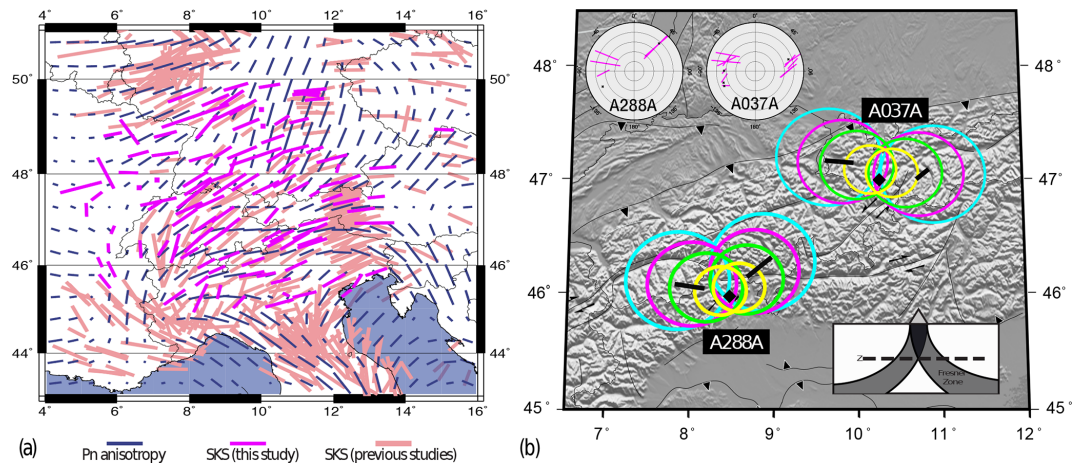 4° 6° 8° 10° 12° 14° 16°
50°
48°
46°
44°
4° 6° 8° 10° 12° 14° 16°
50°
48°
46°
44°
(a)
Pn anisotropy
SKS (this study)
SKS (previous studies)
A288A
A037A
A037A
A288A
48°
47°
46°
45°
48°
47°
46°
45°
Z
Fresnel
Zone
7° 8° 9° 10° 11° 12°
(b)